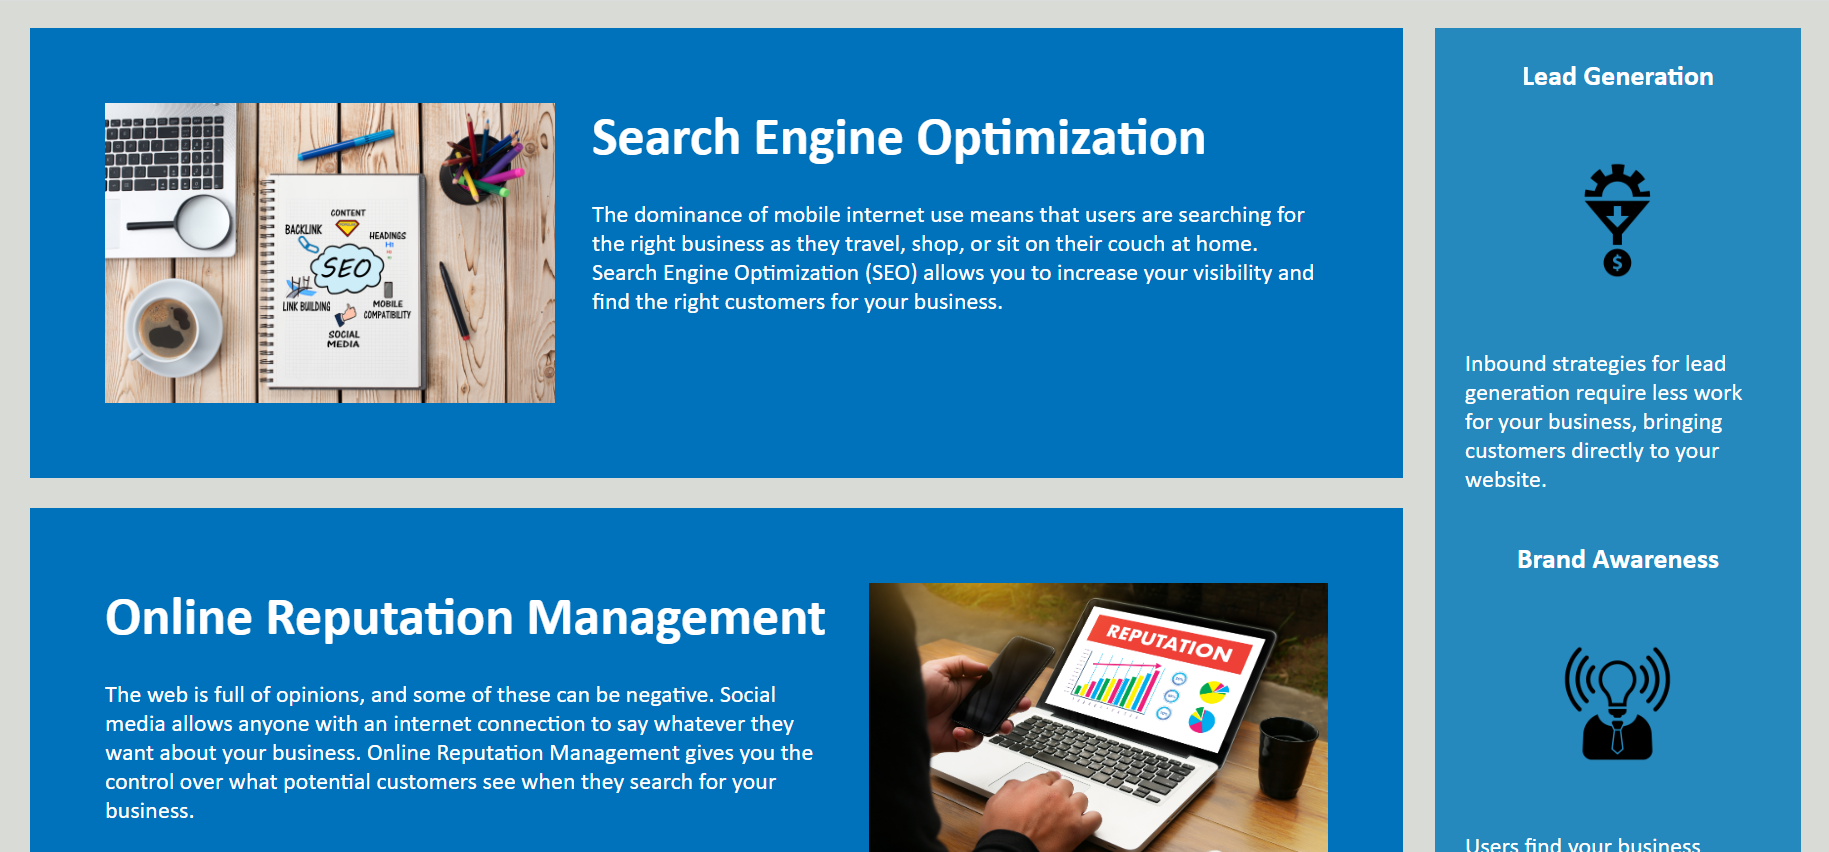 Search Engine Optimization
The dominance of mobile internet use means that users are searching for
the right business as they travel, shop, or sit on their couch at home.
Search Engine Optimization (SEO) allows you to increase your visibility and
find the right customers for your business.
CONTENT
BACKLINK
HEADINGS
H1
SEO
LINK BUILDING
MOBILE
COMPATIBILITY
SOCIAL
MEDIA
Online Reputation Management
The web is full of opinions, and some of these can be negative. Social
media allows anyone with an internet connection to say whatever they
want about your business. Online Reputation Management gives you the
control over what potential customers see when they search for your
business.
REPUTATION
Lead Generation
$
Inbound strategies for lead
generation require less work
for your business, bringing
customers directly to your
website.
Brand Awareness
Users find your business